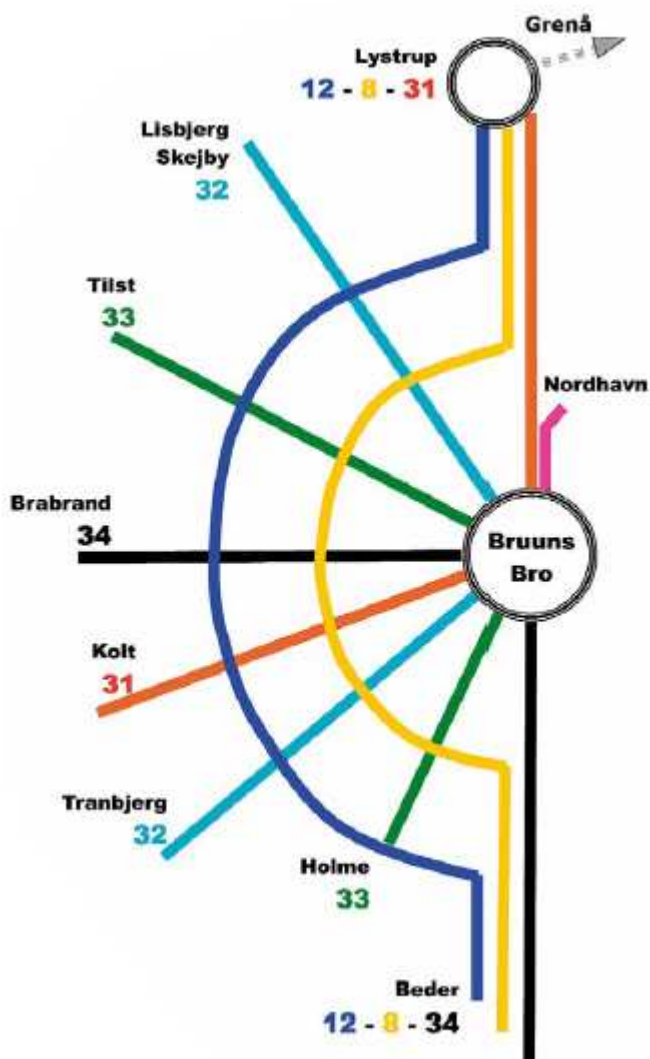 Grenå
Lystrup
12 - 8 - 31
Lisbjerg
Skejby
32
Tilst
33
Nordhavn
Brabrand
34
Bruuns
Bro
Kolt
31
Tranbjerg
32
Holme
33
Beder
12 - 8 - 34